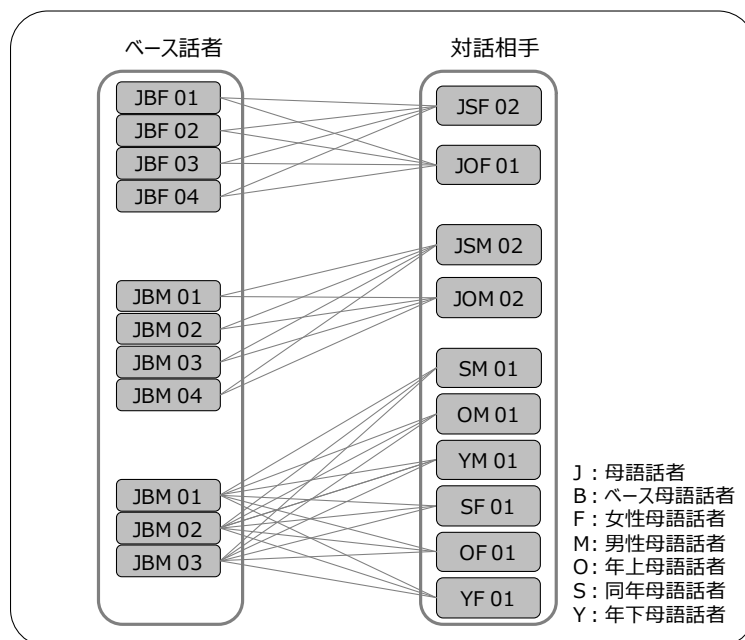 ベース話者
対話相手
JBF 01
JBF 02
JBF 03
JBF 04
JBM 01
JBM 02
JBM 03
JBM 04
JBM 01
JBM 02
JBM 03
JSF 02
JOF 01
JSM 02
JOM 02
SM 01
OM 01
YM 01
SF 01
OF 01
YF 01
J：母語話者
B：ベース母語話者
F：女性母語話者
M：男性母語話者
O：年上母語話者
S：同年母語話者
Y：年下母語話者